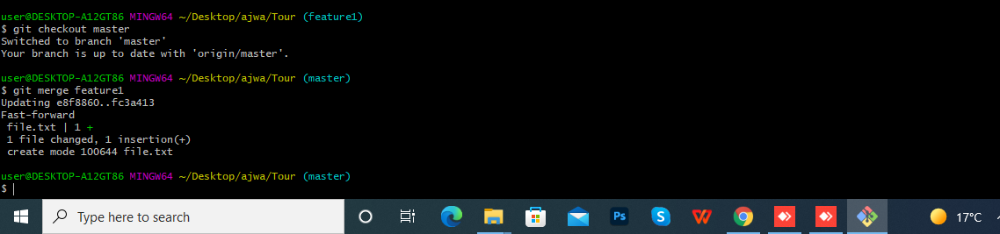 user@DESKTOP-A12GT86 MINGW64 ~/Desktop/ajwa/Tour (feature1)
$ git checkout master
Switched to branch 'master'
Your branch is up to date with 'origin/master'.
user@DESKTOP-A12GT86 MINGW64 ~/Desktop/ajwa/Tour (master)
$ git merge feature1
Updating e8f8860..fc3a413
Fast-forward
 file.txt | 1 +
 1 file changed, 1 insertion(+)
 create mode 100644 file.txt
user@DESKTOP-A12GT86 MINGW64 ~/Desktop/ajwa/Tour (master)
$
Type here to search
Ps
S
W
17°C